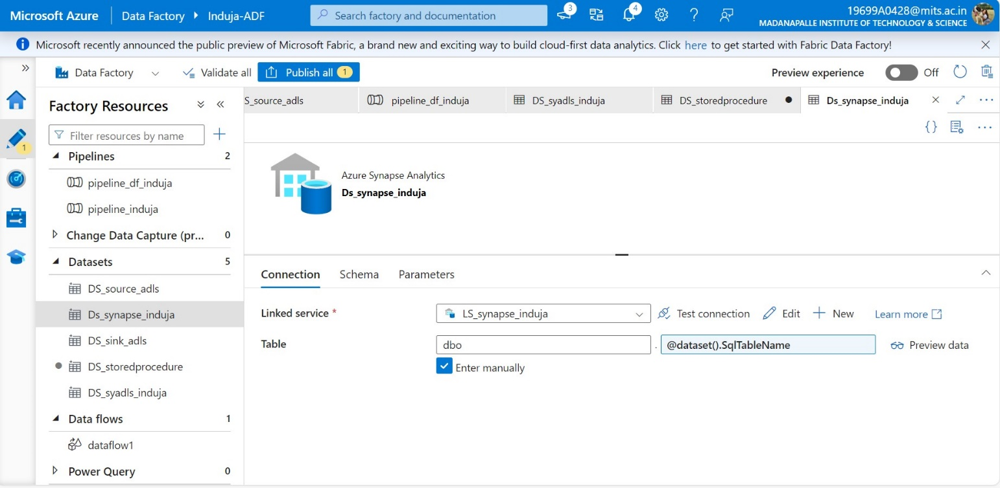 Microsoft Azure
Data Factory
Induja-ADF
Search factory and documentation
3
4
19699A0428@mits.ac.in
MADANAPALLE INSTITUTE OF TECHNOLOGY & SCIENCE
Microsoft recently announced the public preview of Microsoft Fabric, a brand new and exciting way to build cloud-first data analytics. Click here to get started with Fabric Data Factory!
Data Factory
Validate all
Publish all 1
Preview experience
Off
1
Factory Resources
Filter resources by name
Pipelines 2
pipeline_df_induja
pipeline_induja
Change Data Capture (pr... 0
Datasets 5
DS_source_adls
Ds_synapse_induja
DS_sink_adls
DS_storedprocedure
DS_syadls_induja
Data flows 1
dataflow1
Power Query 0
S_source_adls
pipeline_df_induja
DS_syadls_induja
DS_storedprocedure
Ds_synapse_induja
{}
Azure Synapse Analytics
Ds_synapse_induja
Connection
Schema
Parameters
Linked service *
LS_synapse_induja
Test connection
Edit
New
Learn more
Table
dbo
.
@dataset().SqlTableName
Preview data
Enter manually